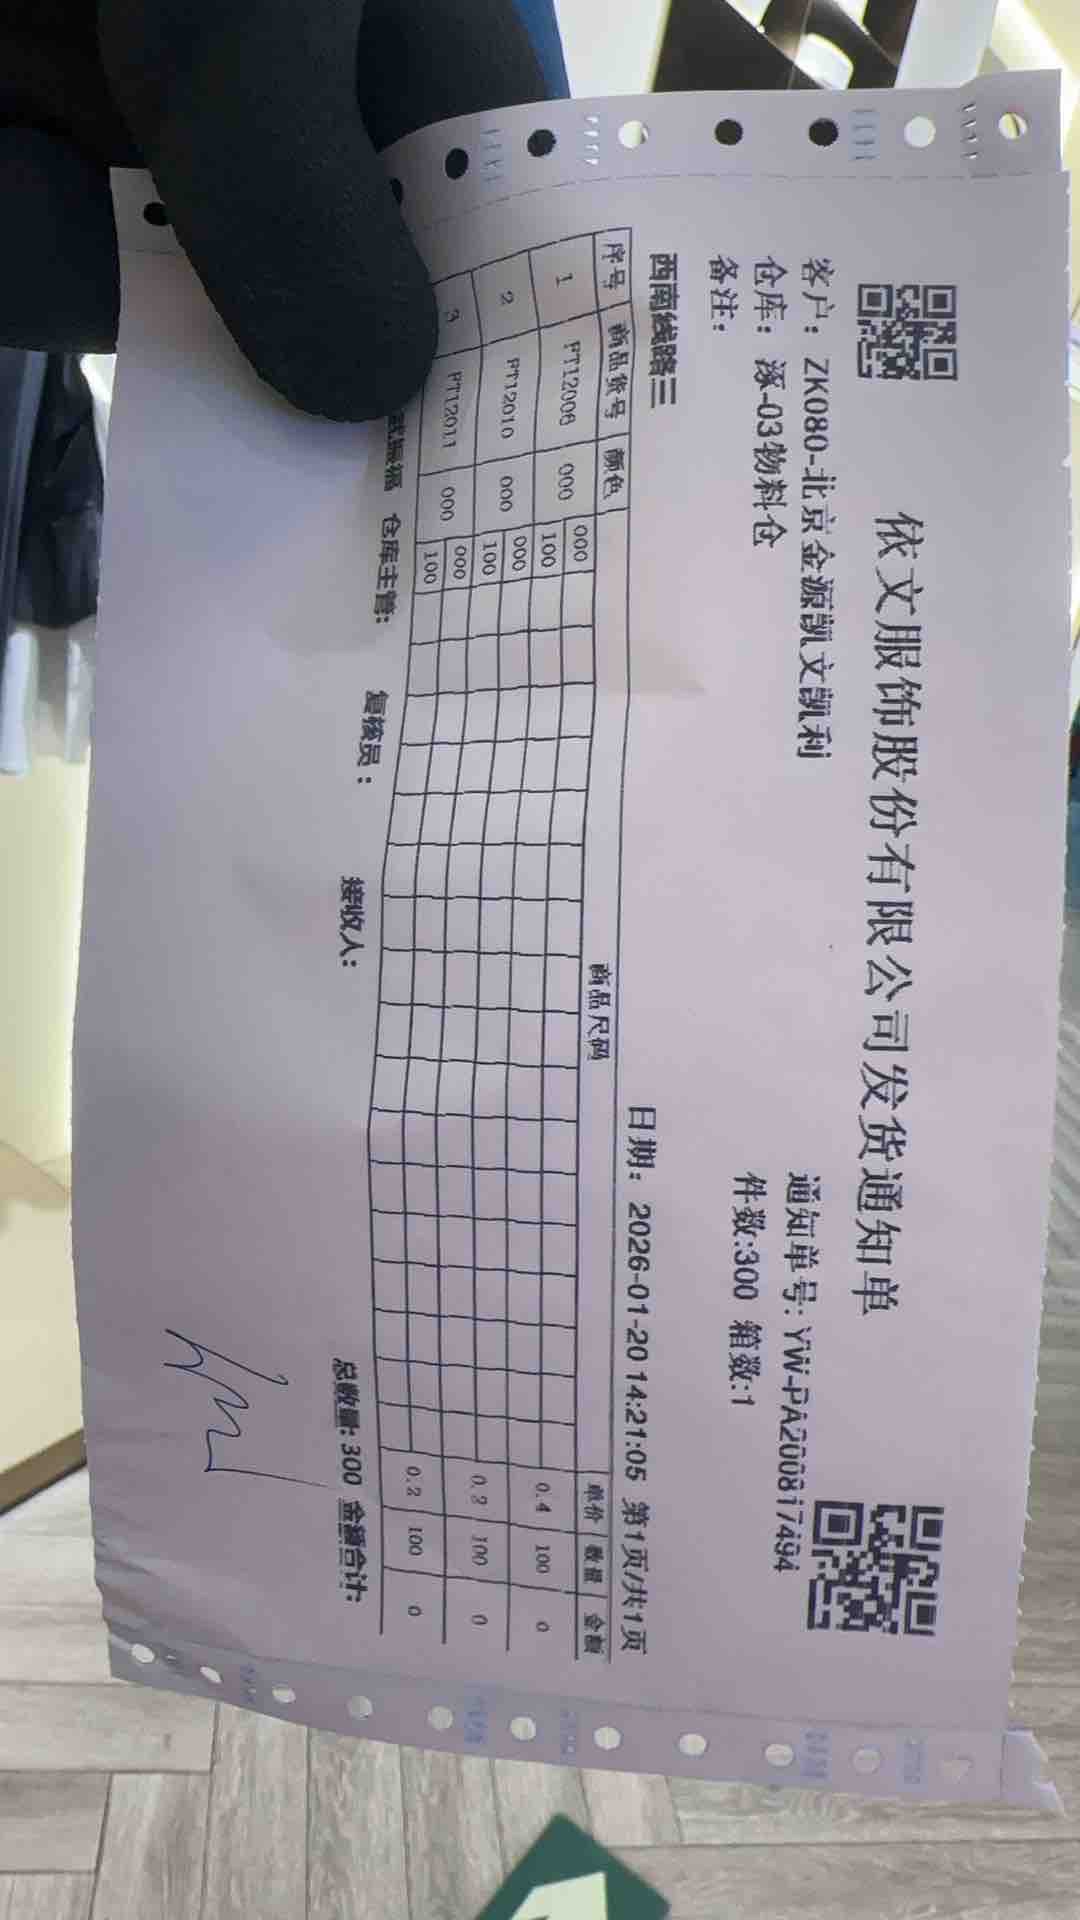 依文服饰股份有限公司发货通知单
客户: ZK080-北京金源凯文凯利 通知单号: YW-PA200817494
仓库: 涿-03物料仓 件数:300 箱数:1
备注:
西南线路三 日期: 2026-01-20 14:21:05 第1页/共1页
序号 商品货号 颜色 商品尺码 单价 数量 金额
1 PT12006 000 000 0.4 100 0
100
2 PT12010 000 000 0.2 100 0
100
3 PT12011 000 000 0.2 100 0
100
仓库主管: 复核员: 接收人: 总数量: 300 金额合计: